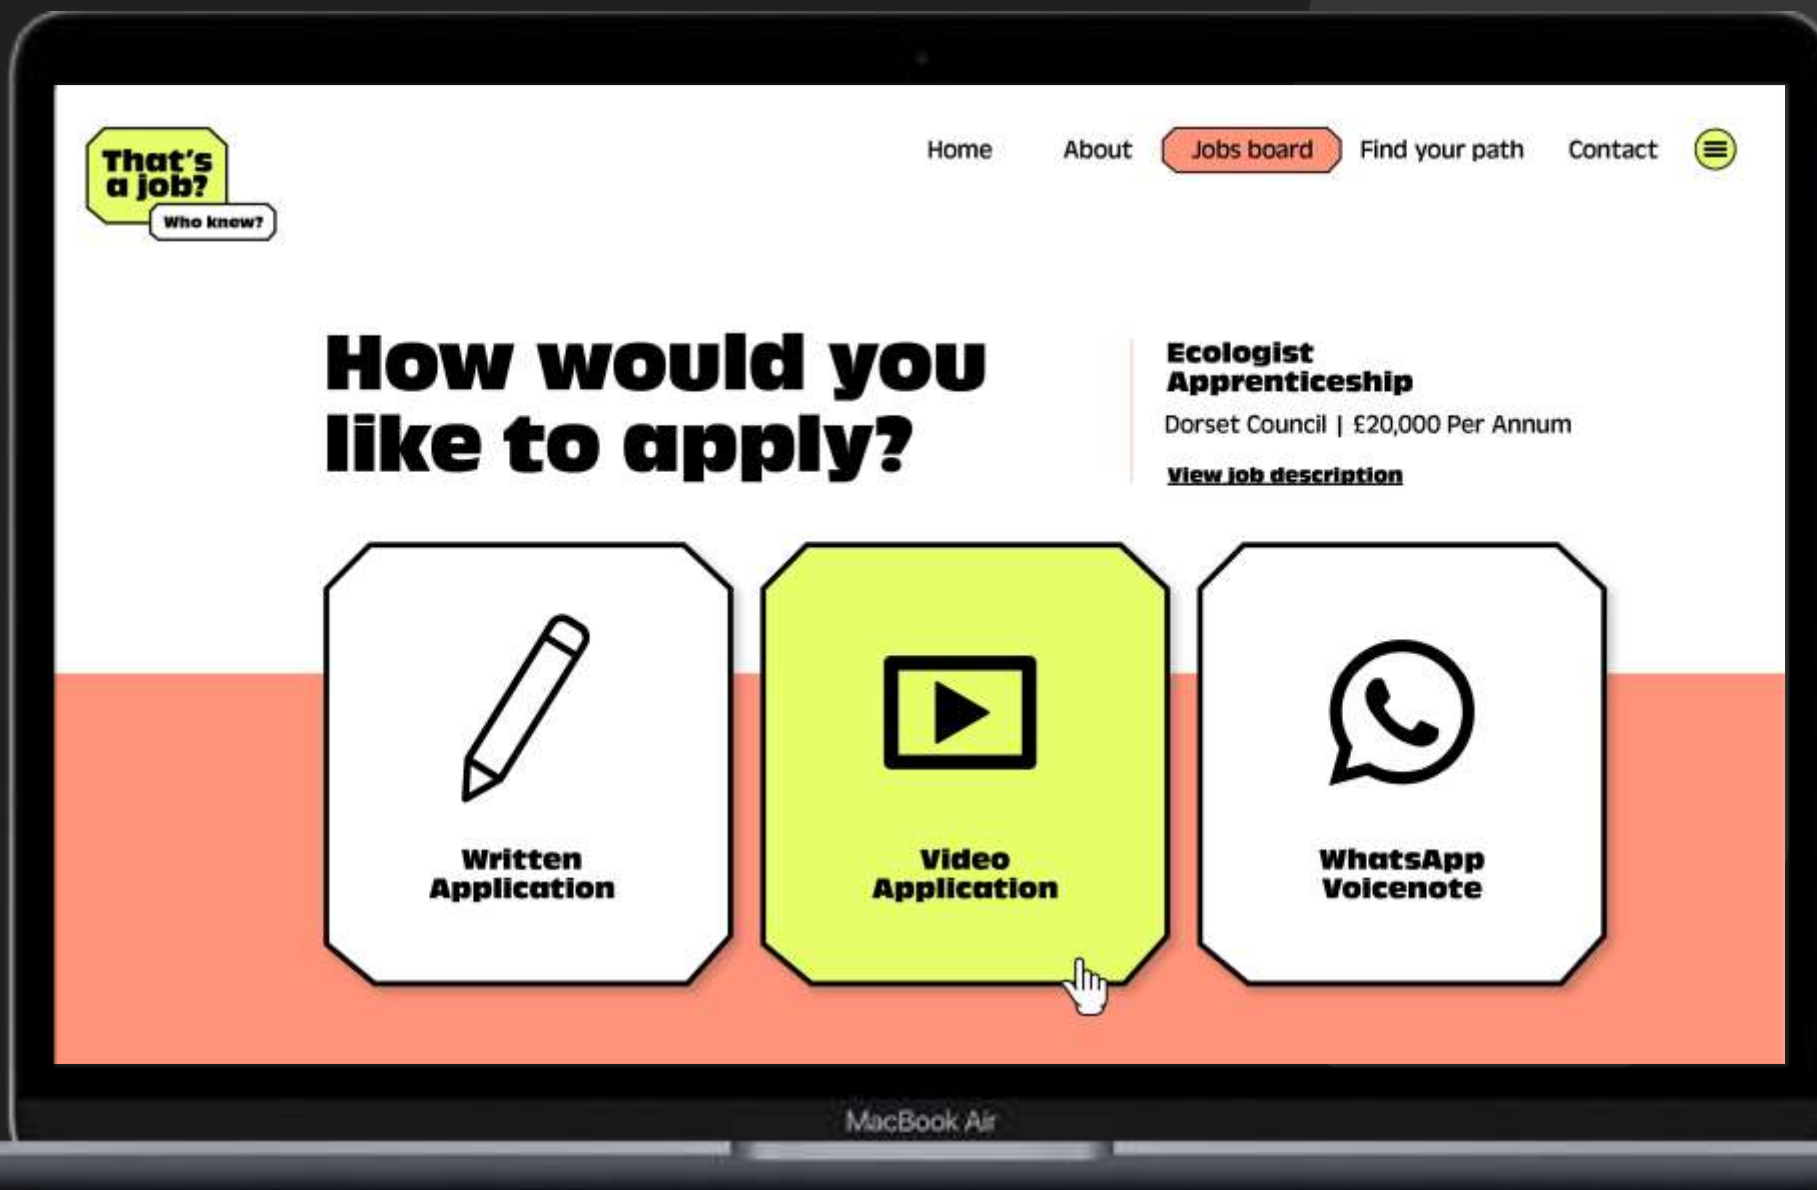 That's
a job?
Who knew?
Home
About
Jobs board
Find your path
Contact
How would you
like to apply?
Ecologist
Apprenticeship
Dorset Council | £20,000 Per Annum
View job description
Written
Application
Video
Application
WhatsApp
Voicenote
MacBook Air